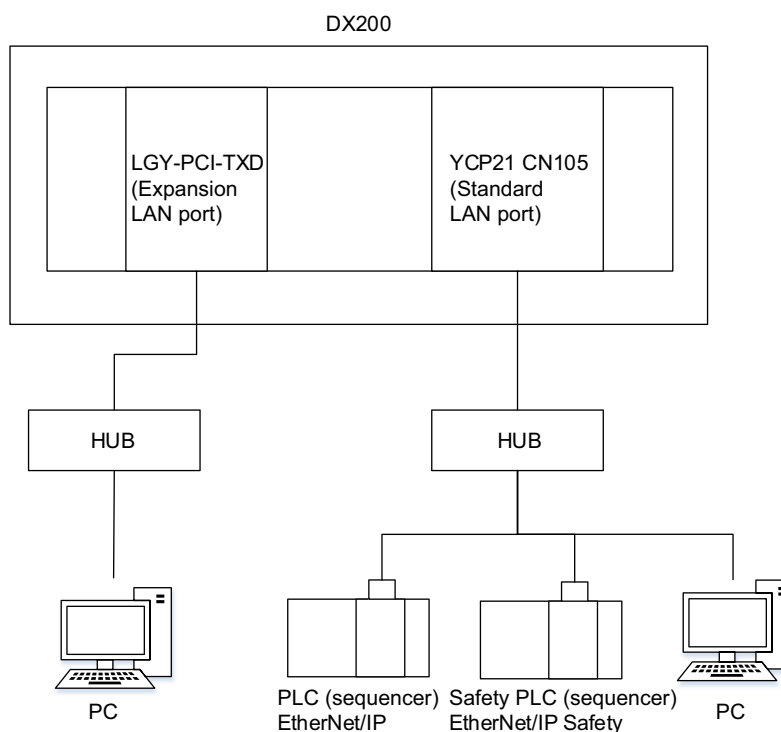 DX200
LGY-PCI-TXD
(Expansion
LAN port)
YCP21 CN105
(Standard
LAN port)
HUB
HUB
PC
PLC (sequencer)
EtherNet/IP
Safety PLC (sequencer)
EtherNet/IP Safety
PC